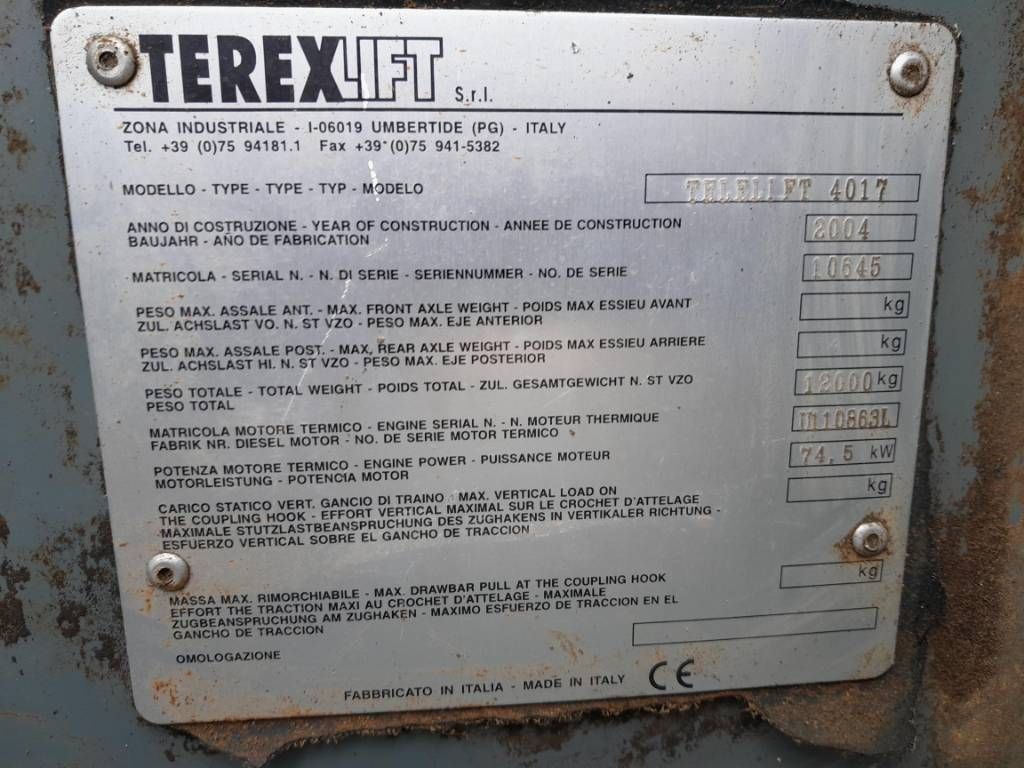 TEREXLIFT S.r.l.
ZONA INDUSTRIALE - I-06019 UMBERTIDE (PG) - ITALY
Tel. +39 (0)75 94181.1 Fax +39 (0)75 941-5382
MODELLO - TYPE - TYPE - TYP - MODELO TELELIFT 4017
ANNO DI COSTRUZIONE - YEAR OF CONSTRUCTION - ANNEE DE CONSTRUCTION
BAUJAHR - AÑO DE FABRICATION 2004
MATRICOLA - SERIAL N. - N. DI SERIE - SERIENNUMMER - NO. DE SERIE 10645
PESO MAX. ASSALE ANT. - MAX. FRONT AXLE WEIGHT - POIDS MAX ESSIEU AVANT kg
ZUL. ACHSLAST VO. N. ST VZO - PESO MAX. EJE ANTERIOR
PESO MAX. ASSALE POST. - MAX, REAR AXLE WEIGHT - POIDS MAX ESSIEU ARRIERE kg
ZUL. ACHSLAST HI. N. ST VZO - PESO MAX. EJE POSTERIOR
PESO TOTALE - TOTAL WEIGHT - POIDS TOTAL - ZUL. GESAMTGEWICHT N. ST VZO 12000 kg
PESO TOTAL
MATRICOLA MOTORE TERMICO - ENGINE SERIAL N. - N. MOTEUR THERMIQUE
FABRIK NR. DIESEL MOTOR - NO. DE SERIE MOTOR TERMICO U110863L
POTENZA MOTORE TERMICO - ENGINE POWER - PUISSANCE MOTEUR 74,5 kW
MOTORLEISTUNG - POTENCIA MOTOR
CARICO STATICO VERT. GANCIO DI TRAINO - MAX. VERTICAL LOAD ON kg
THE COUPLING HOOK - EFFORT VERTICAL MAXIMAL SUR LE CROCHET D'ATTELAGE
MAXIMALE STUTZLASTBEANSPRUCHUNG DES ZUGHAKENS IN VERTIKALER RICHTUNG -
ESFUERZO VERTICAL SOBRE EL GANCHO DE TRACCION
MASSA MAX. RIMORCHIABILE - MAX. DRAWBAR PULL AT THE COUPLING HOOK kg
EFFORT THE TRACTION MAXI AU CROCHET D'ATTELAGE - MAXIMALE
ZUGBEANSPRUCHUNG AM ZUGHAKEN - MAXIMO ESFUERZO DE TRACCION EN EL
GANCHO DE TRACCION
OMOLOGAZIONE
FABBRICATO IN ITALIA - MADE IN ITALY CE